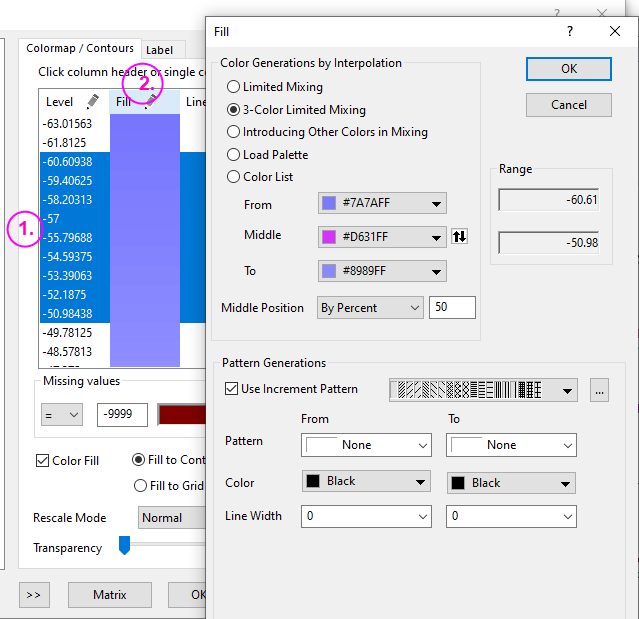 Colormap / Contours
Label
Click column header or single ce
2.
Level
Fill
Line
-63.01563
-61.8125
-60.60938
-59.40625
-58.20313
-57
-55.79688
-54.59375
-53.39063
-52.1875
-50.98438
-49.78125
-48.57813
1.
Missing values
=
-9999
Color Fill
Fill to Cont
Fill to Grid
Rescale Mode
Normal
Transparency
>>
Matrix
OK
?
Fill
?
Color Generations by Interpolation
Limited Mixing
3-Color Limited Mixing
Introducing Other Colors in Mixing
Load Palette
Color List
From
#7A7AFF
Middle
#D631FF
To
#8989FF
Middle Position
By Percent
50
OK
Cancel
Range
-60.61
-50.98
Pattern Generations
Use Increment Pattern
...
From
To
Pattern
None
None
Color
Black
Black
Line Width
0
0